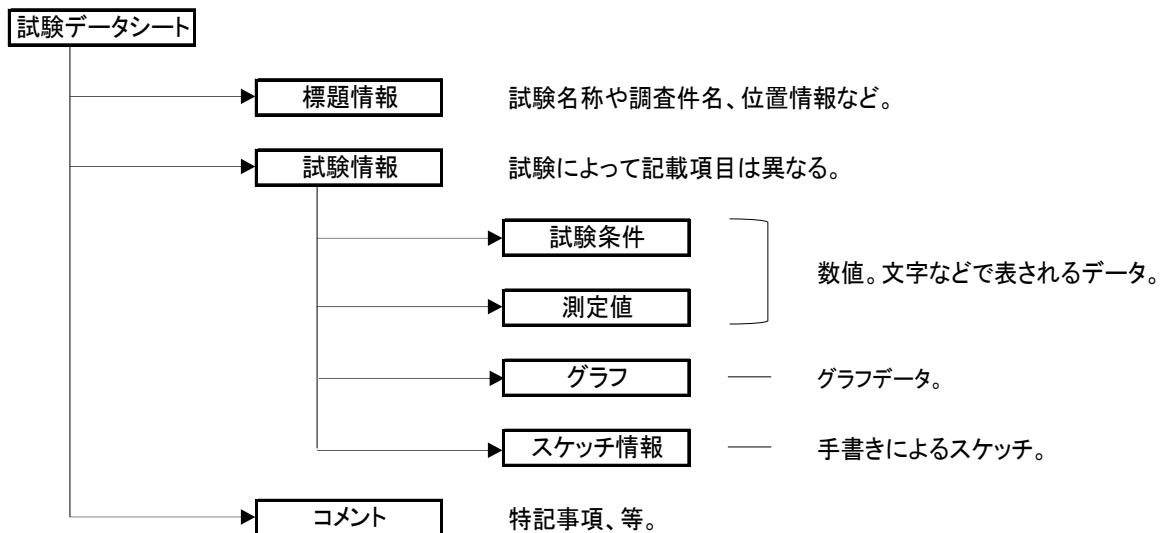 試験データシート
標題情報 試験名称や調査件名、位置情報など。
試験情報 試験によって記載項目は異なる。
試験条件
数値。文字などで表されるデータ。
測定値
グラフ グラフデータ。
スケッチ情報 手書きによるスケッチ。
コメント 特記事項、等。